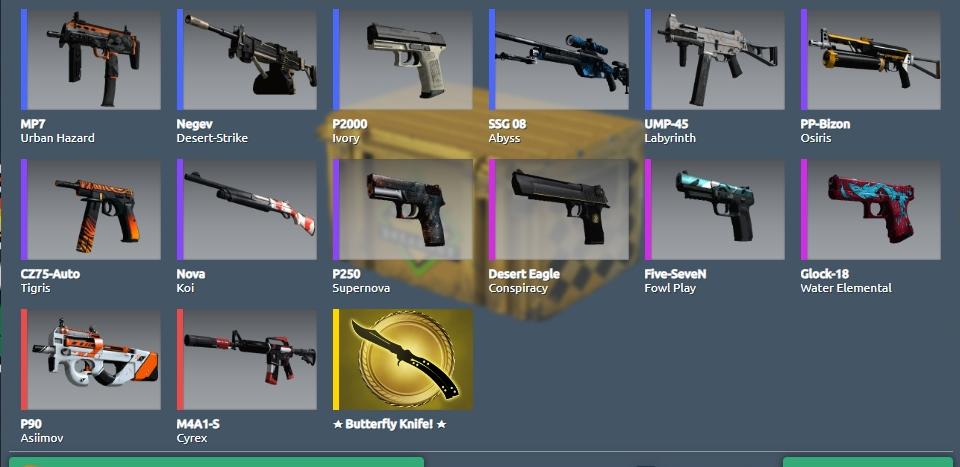 MP7
Urban Hazard
Negev
Desert-Strike
P2000
Ivory
SSG 08
Abyss
UMP-45
Labyrinth
PP-Bizon
Osiris
CZ75-Auto
Tigris
Nova
Koi
P250
Supernova
Desert Eagle
Conspiracy
Five-SeveN
Fowl Play
Glock-18
Water Elemental
P90
Asiimov
M4A1-S
Cyrex
★ Butterfly Knife! ★